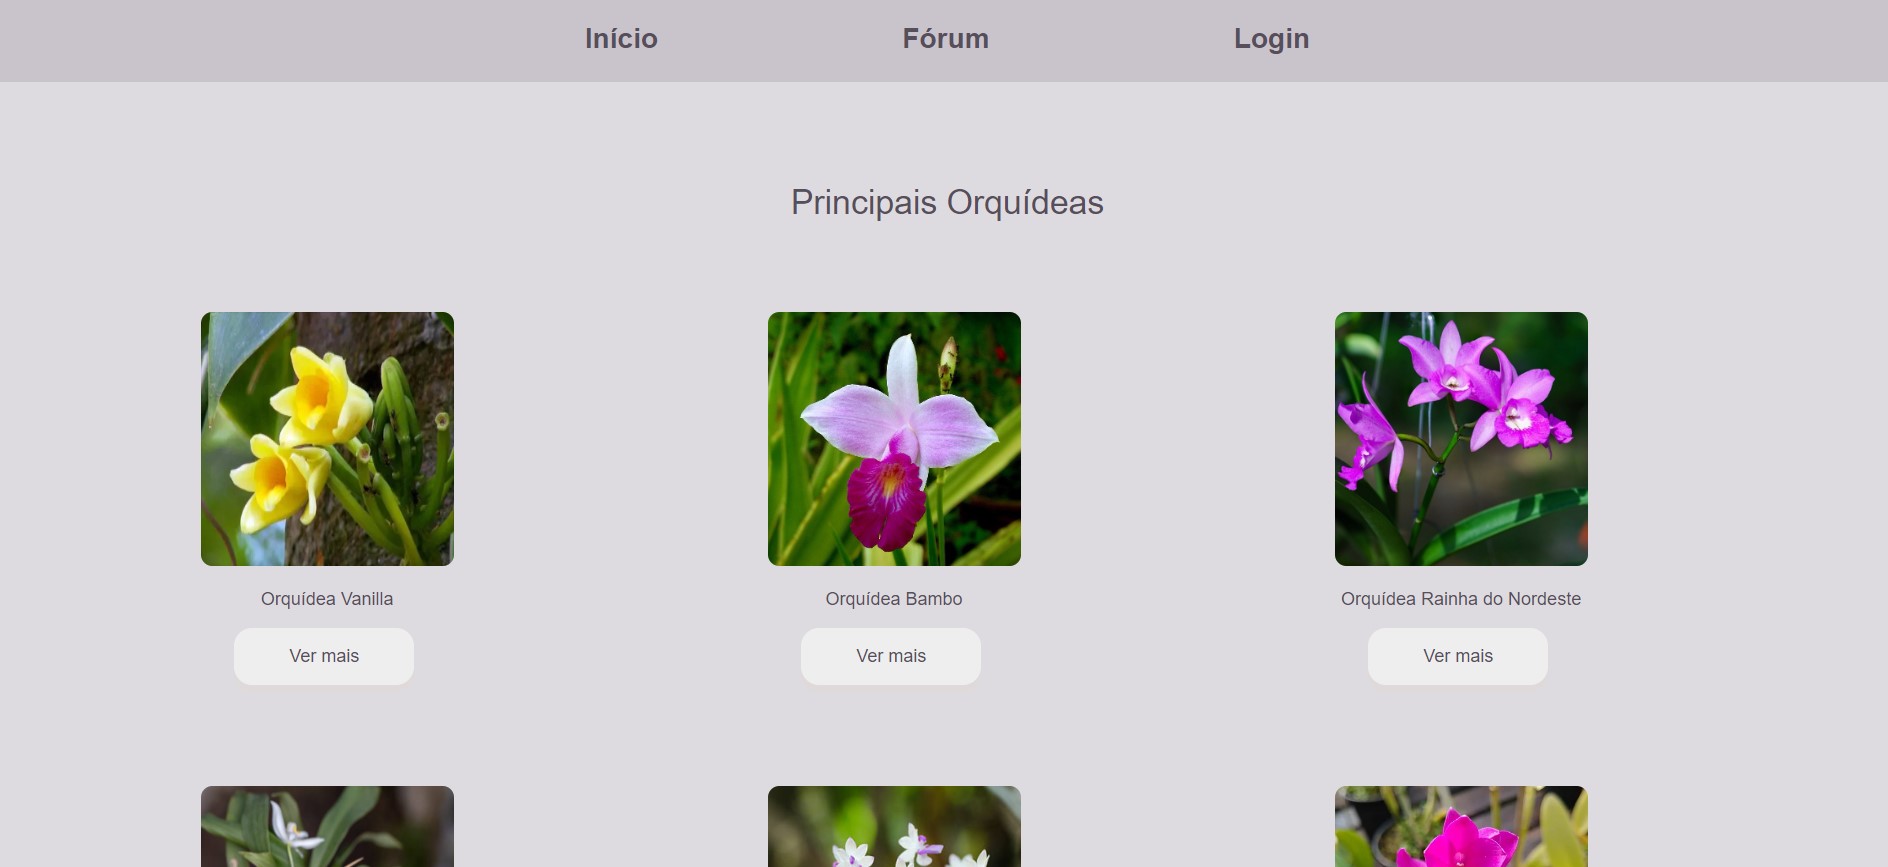 Início
Fórum
Login
Principais Orquídeas
Orquídea Vanilla
Orquídea Bambo
Orquídea Rainha do Nordeste
Ver mais
Ver mais
Ver mais